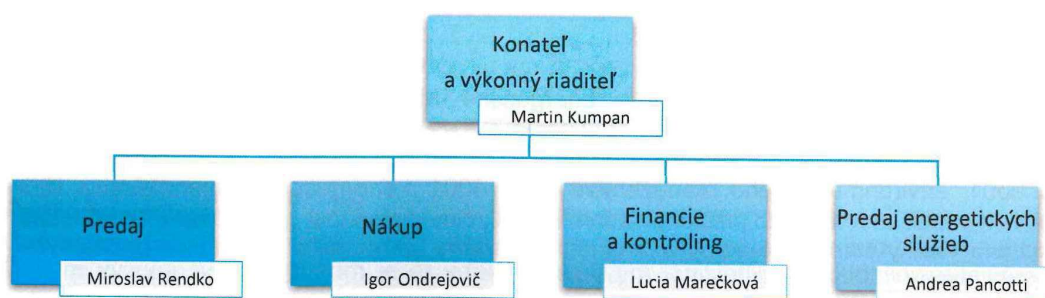 Konateľ
a výkonný riaditeľ
Martin Kumpan
Predaj
Miroslav Rendko
Nákup
Igor Ondrejovič
Financie
a kontroling
Lucia Marečková
Predaj energetických
služieb
Andrea Pancotti